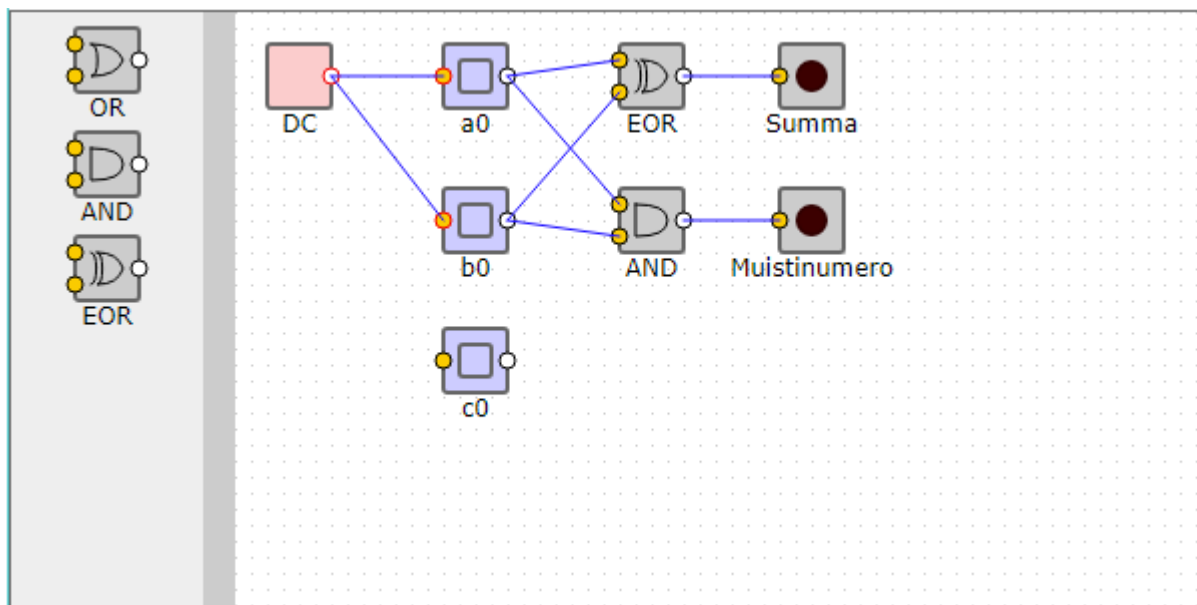 OR
AND
EOR
DC
a0
EOR
Summa
b0
AND
Muistinumero
c0